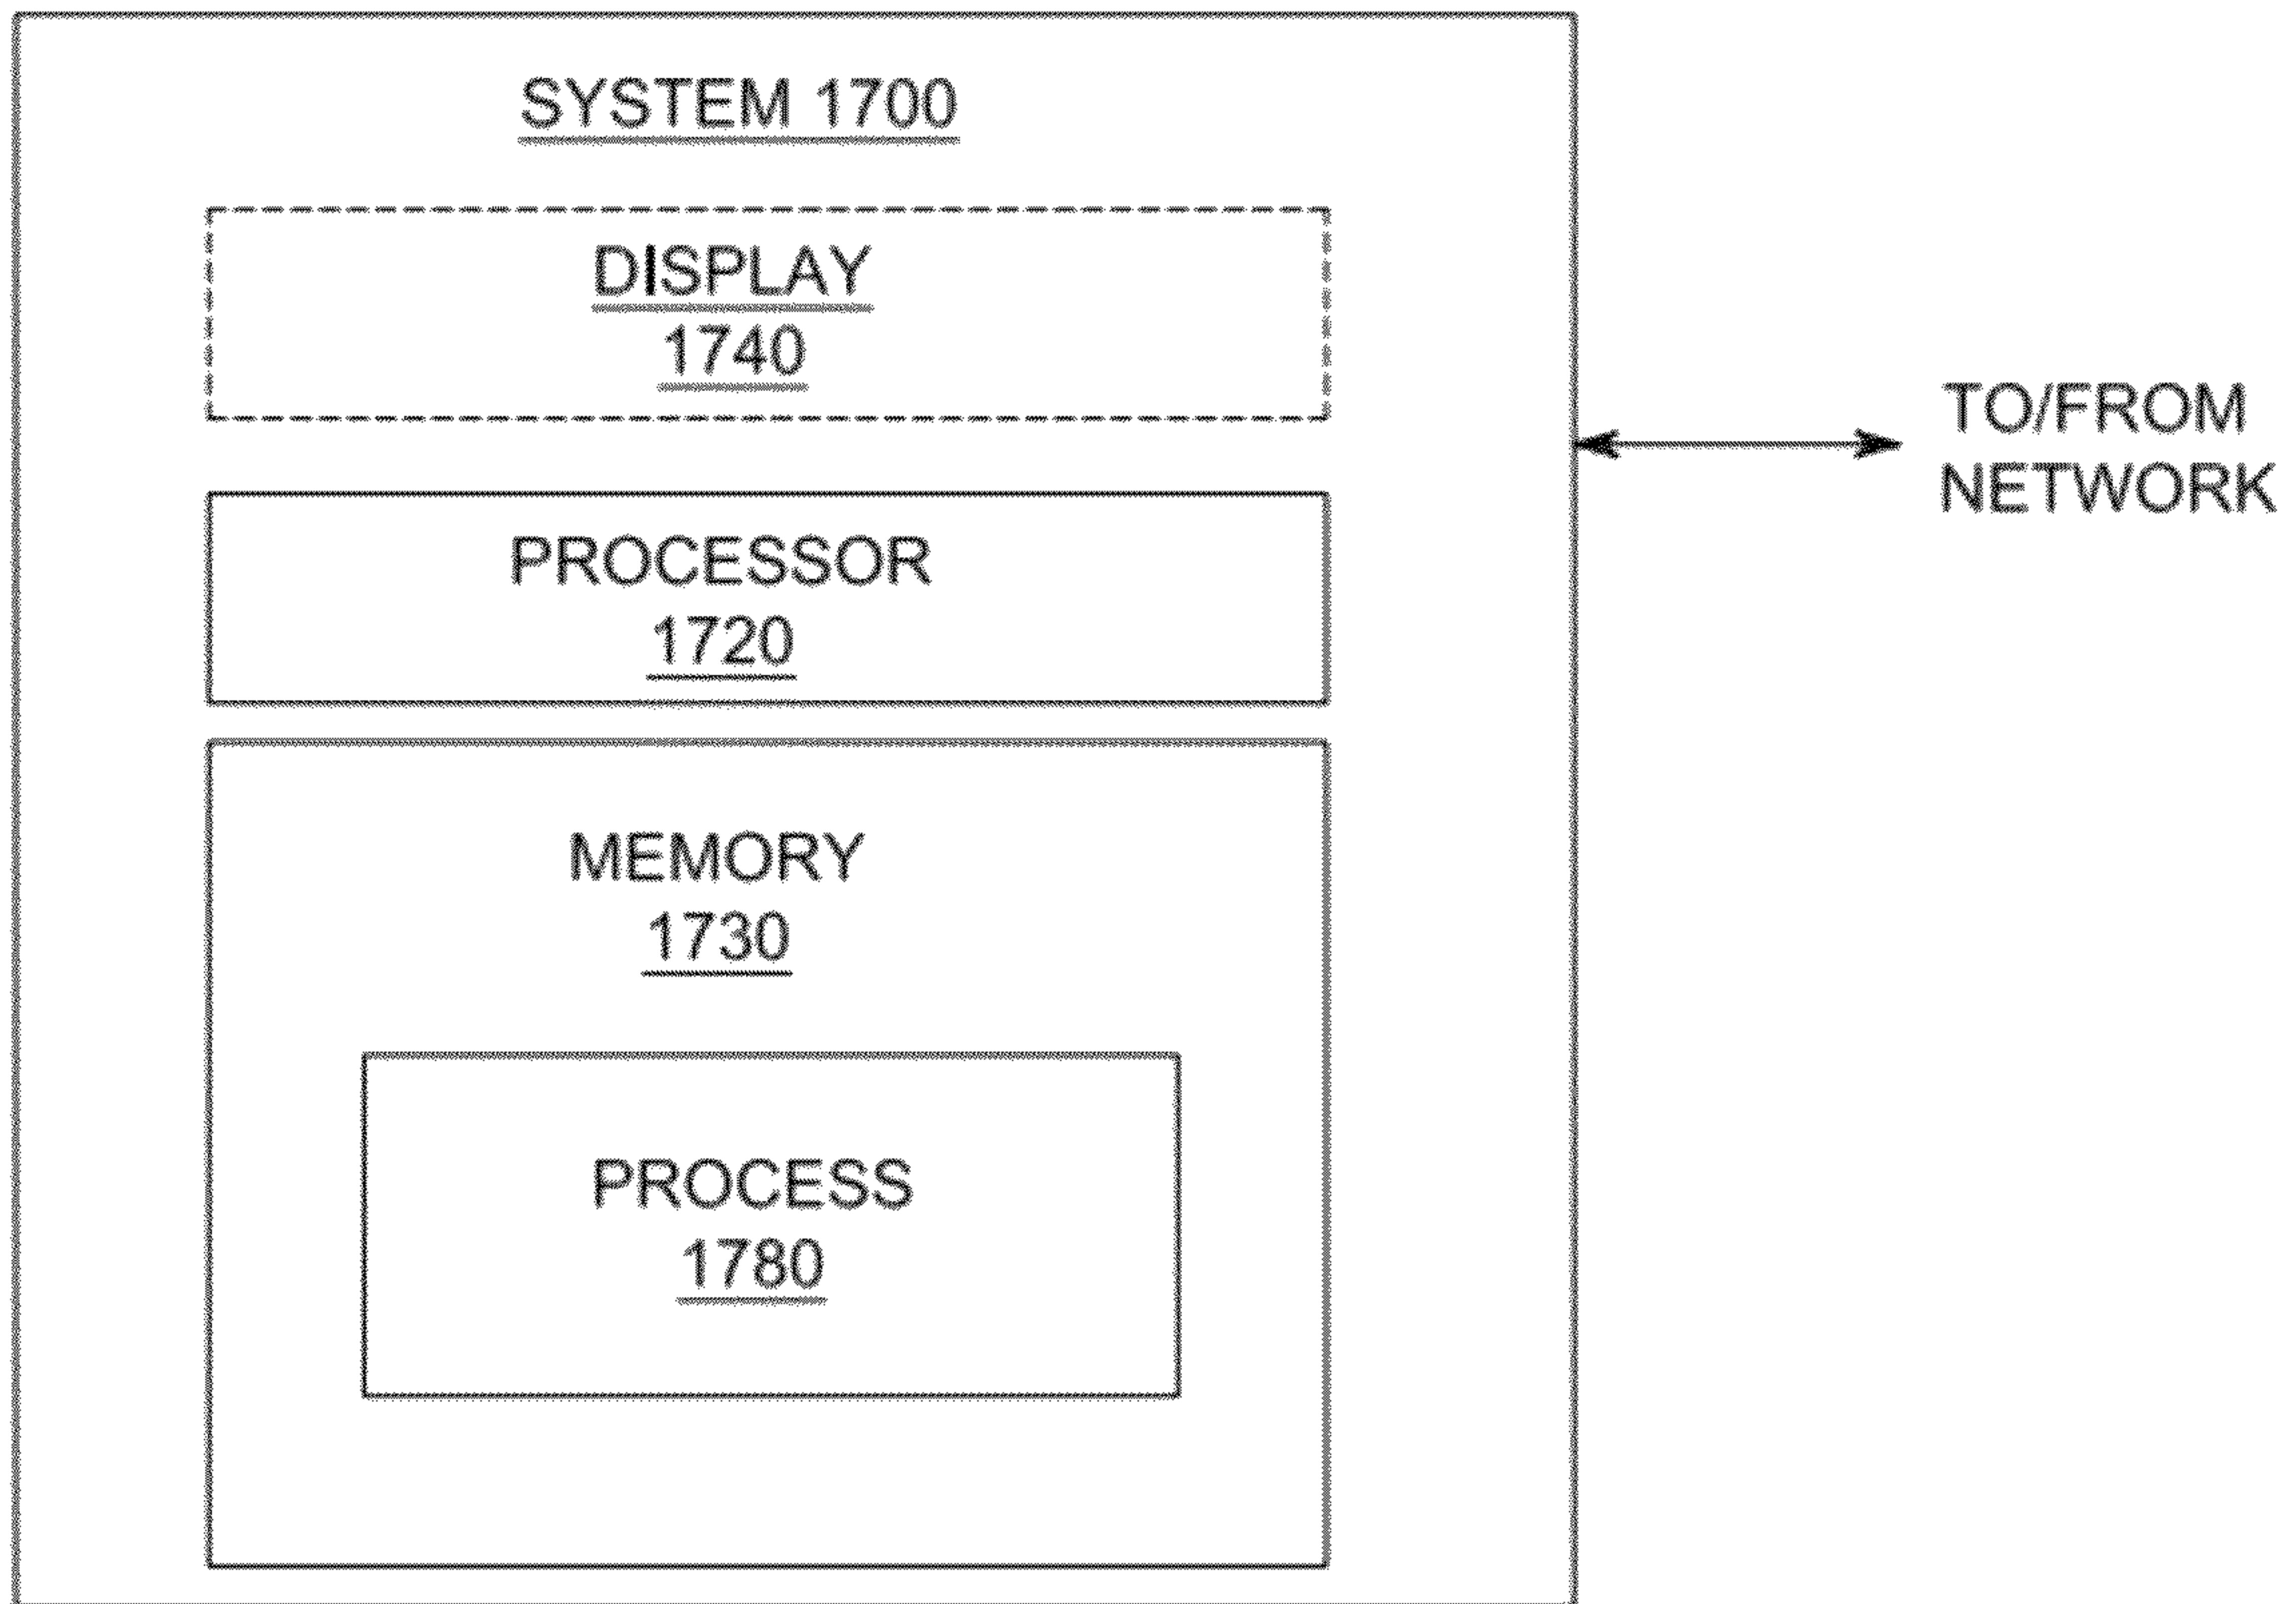 SYSTEM 1700
DISPLAY
1740
TO/FROM
NETWORK
PROCESSOR
1720
MEMORY
1730
PROCESS
1780